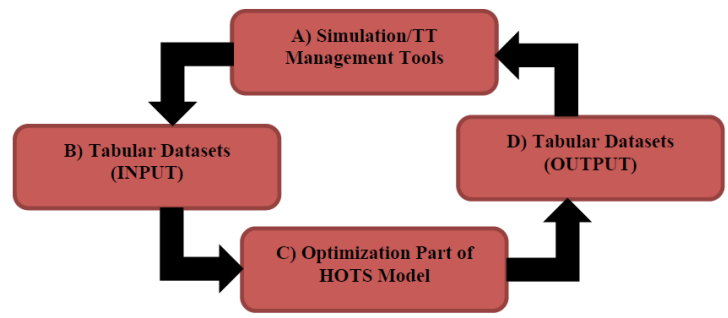 A) Simulation/TT
Management Tools
B) Tabular Datasets
(INPUT)
D) Tabular Datasets
(OUTPUT)
C) Optimization Part of
HOTS Model